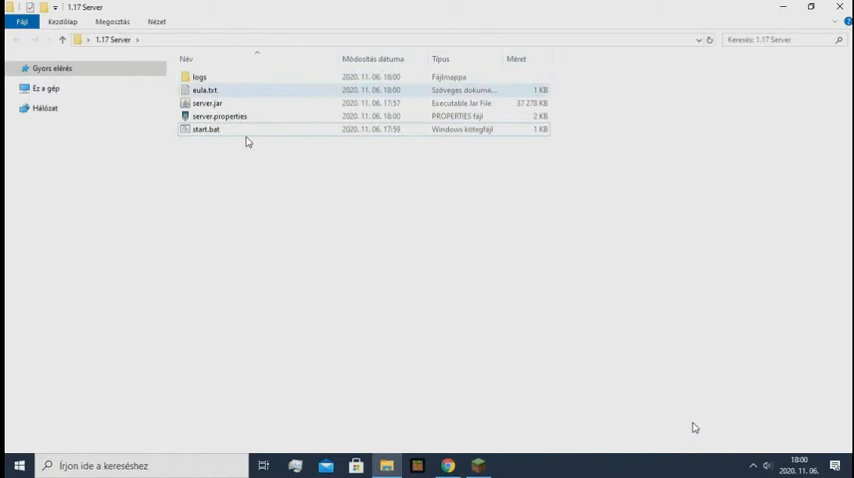 1.17 Server
Fájl Kezdőlap Megosztás Nézet
1.17 Server Keresés: 1.17 Server
Név Módosítás dátuma Típus Méret
Gyors elérés
Ez a gép
Hálózat
logs 2020. 11. 06. 18:00 Fájlmappa
eula.txt 2020. 11. 06. 18:00 Szöveges dokume... 1 KB
server.jar 2020. 11. 06. 17:57 Executable Jar File 37 278 KB
server.properties 2020. 11. 06. 18:00 PROPERTIES fájl 2 KB
start.bat 2020. 11. 06. 17:59 Windows kötegfájl 1 KB
Írjon ide a kereséshez
18:00
2020. 11. 06.